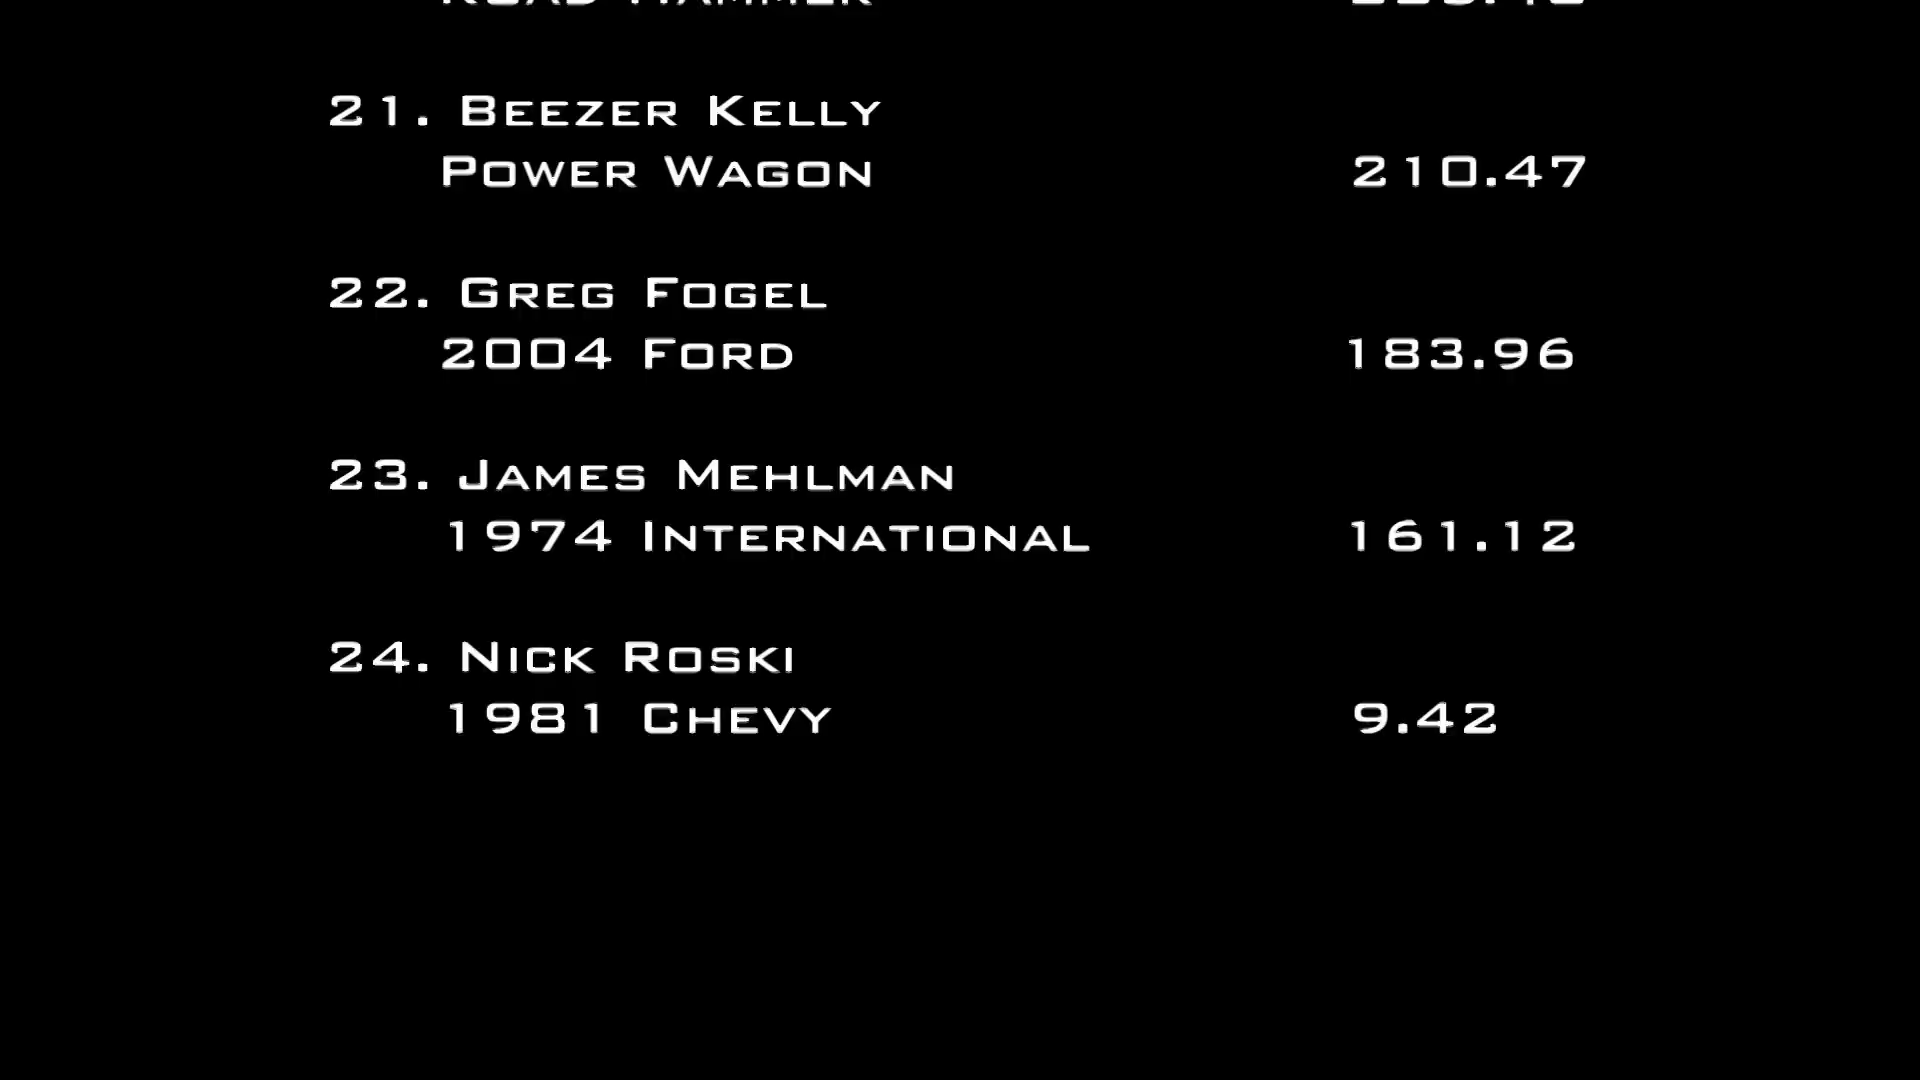 21. Beezer Kelly
Power Wagon 210.47
22. Greg Fogel
2004 Ford 183.96
23. James Mehlman
1974 International 161.12
24. Nick Roski
1981 Chevy 9.42